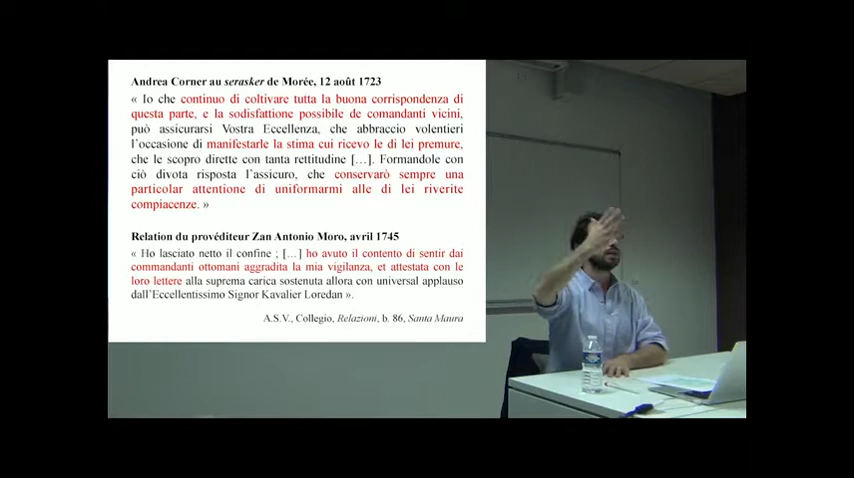 Andrea Corner au serasker de Morée, 12 août 1723
« Io che continuo di coltivare tutta la buona corrispondenza di
questa parte, e la sodisfattione possibile de comandanti vicini,
può assicurarsi Vostra Eccellenza, che abbraccio volentieri
l'occasione di manifestarle la stima cui ricevo le di lei premure,
che le scopro dirette con tanta rettitudine […]. Formandole con
ciò divota risposta l'assicuro, che conservarò sempre una
particolar attentione di uniformarmi alle di lei riverite
compiacenze. »
Relation du provéditeur Zan Antonio Moro, avril 1745
« Ho lasciato netto il confine ; […] ho avuto il contento di sentir dai
commandanti ottomani aggradita la mia vigilanza, et attestata con le
loro lettere alla suprema carica sostenuta allora con universal applauso
dall'Eccellentissimo Signor Kavalier Loredan ».
A.S.V., Collegio, Relazioni, b. 86, Santa Maura